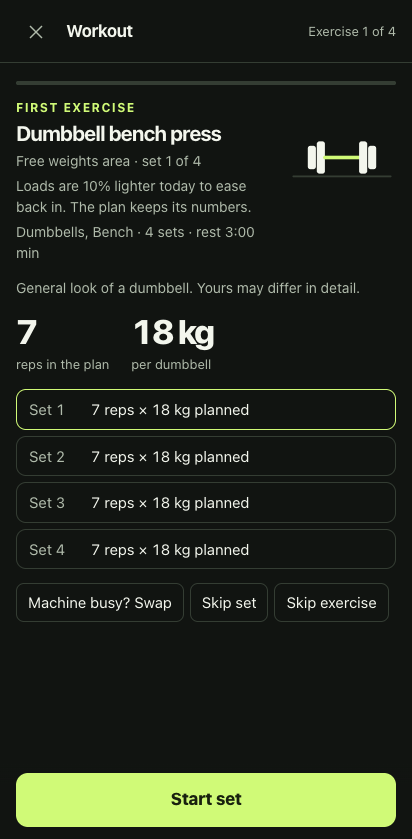 Workout
Exercise 1 of 4
FIRST EXERCISE
Dumbbell bench press
Free weights area · set 1 of 4
Loads are 10% lighter today to ease
back in. The plan keeps its numbers.
Dumbbells, Bench · 4 sets · rest 3:00
min
General look of a dumbbell. Yours may differ in detail.
7
reps in the plan
18 kg
per dumbbell
Set 1 7 reps × 18 kg planned
Set 2 7 reps × 18 kg planned
Set 3 7 reps × 18 kg planned
Set 4 7 reps × 18 kg planned
Machine busy? Swap
Skip set
Skip exercise
Start set